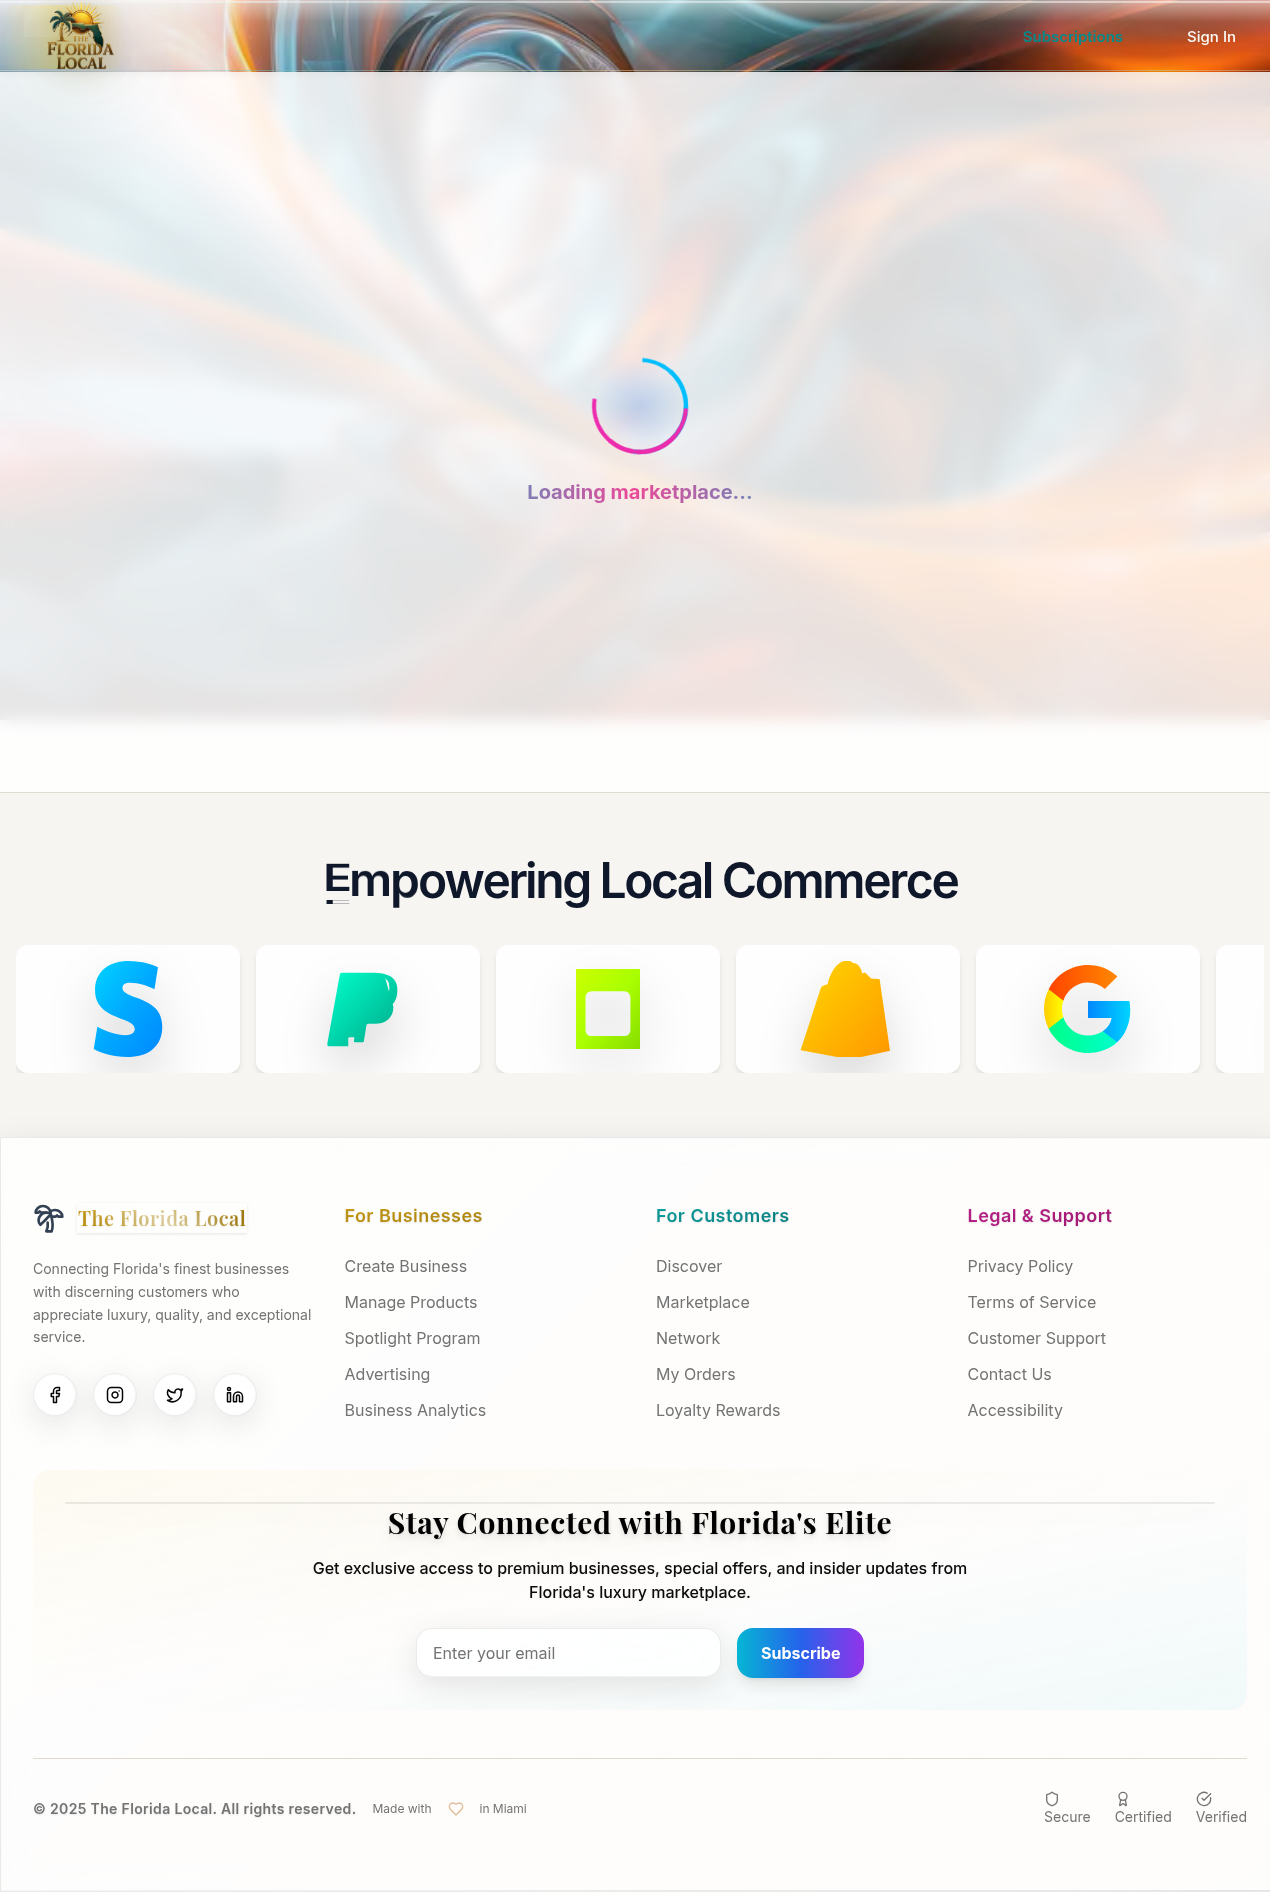 THE
FLORIDA
LOCAL
Subscriptions
Sign In
Loading marketplace...
Empowering Local Commerce
The Florida Local
Connecting Florida's finest businesses
with discerning customers who
appreciate luxury, quality, and exceptional
service.
For Businesses
Create Business
Manage Products
Spotlight Program
Advertising
Business Analytics
For Customers
Discover
Marketplace
Network
My Orders
Loyalty Rewards
Legal & Support
Privacy Policy
Terms of Service
Customer Support
Contact Us
Accessibility
Stay Connected with Florida's Elite
Get exclusive access to premium businesses, special offers, and insider updates from
Florida's luxury marketplace.
Enter your email
Subscribe
© 2025 The Florida Local. All rights reserved.
Made with
in Miami
Secure
Certified
Verified